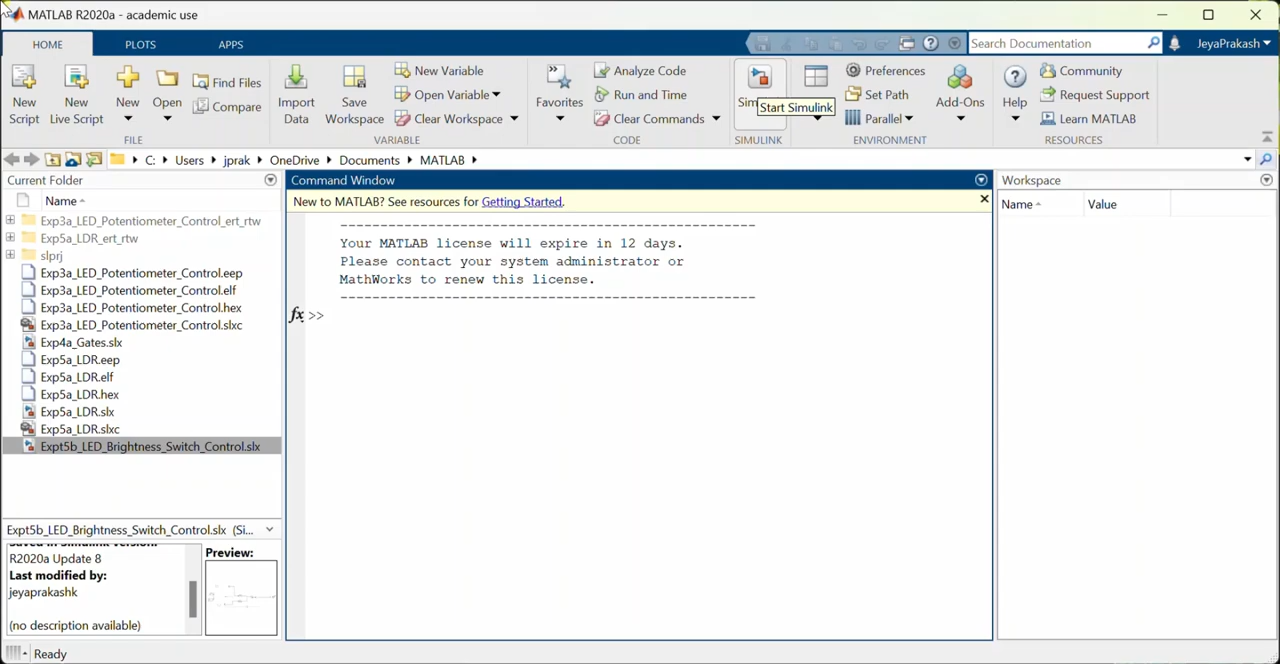 MATLAB R2020a - academic use
HOME PLOTS APPS
Search Documentation JeyaPrakash
New Script
New Live Script
New
Open
Find Files
Compare
FILE
Import Data
Save Workspace
New Variable
Open Variable
Clear Workspace
VARIABLE
Favorites
Analyze Code
Run and Time
Clear Commands
CODE
Start Simulink
SIMULINK
Preferences
Set Path
Parallel
Add-Ons
ENVIRONMENT
Help
Community
Request Support
Learn MATLAB
RESOURCES
C: Users jprak OneDrive Documents MATLAB
Current Folder
Name
Exp3a_LED_Potentiometer_Control_ert_rtw
Exp5a_LDR_ert_rtw
slprj
Exp3a_LED_Potentiometer_Control.eep
Exp3a_LED_Potentiometer_Control.elf
Exp3a_LED_Potentiometer_Control.hex
Exp3a_LED_Potentiometer_Control.slxc
Exp4a_Gates.slx
Exp5a_LDR.eep
Exp5a_LDR.elf
Exp5a_LDR.hex
Exp5a_LDR.slx
Exp5a_LDR.slxc
Expt5b_LED_Brightness_Switch_Control.slx
Expt5b_LED_Brightness_Switch_Control.slx (Si...
R2020a Update 8
Last modified by:
jeyaprakashk
(no description available)
Preview:
Command Window
New to MATLAB? See resources for Getting Started.
----------------------------------------------------
Your MATLAB license will expire in 12 days.
Please contact your system administrator or
MathWorks to renew this license.
----------------------------------------------------
fx >>
Workspace
Name Value
Ready